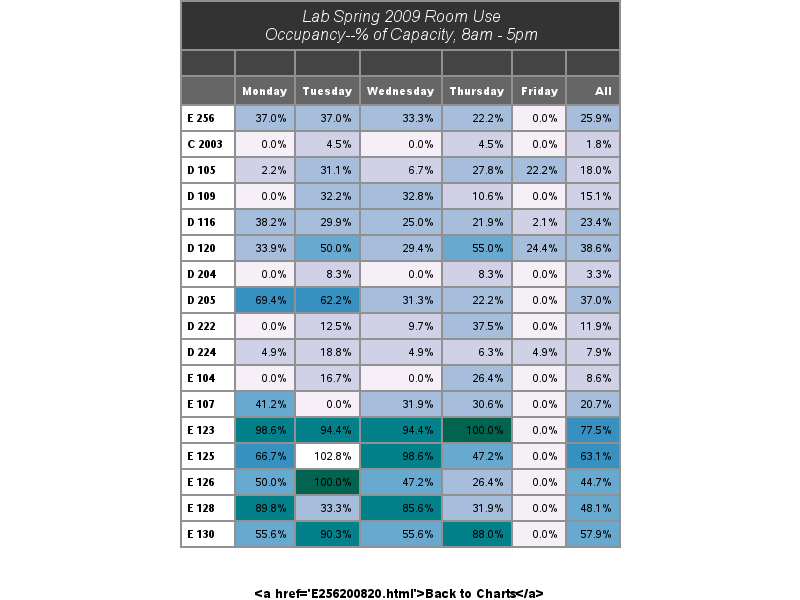 Lab Spring 2009 Room Use
Occupancy--% of Capacity, 8am - 5pm
Monday Tuesday Wednesday Thursday Friday All
E 256 37.0% 37.0% 33.3% 22.2% 0.0% 25.9%
C 2003 0.0% 4.5% 0.0% 4.5% 0.0% 1.8%
D 105 2.2% 31.1% 6.7% 27.8% 22.2% 18.0%
D 109 0.0% 32.2% 32.8% 10.6% 0.0% 15.1%
D 116 38.2% 29.9% 25.0% 21.9% 2.1% 23.4%
D 120 33.9% 50.0% 29.4% 55.0% 24.4% 38.6%
D 204 0.0% 8.3% 0.0% 8.3% 0.0% 3.3%
D 205 69.4% 62.2% 31.3% 22.2% 0.0% 37.0%
D 222 0.0% 12.5% 9.7% 37.5% 0.0% 11.9%
D 224 4.9% 18.8% 4.9% 6.3% 4.9% 7.9%
E 104 0.0% 16.7% 0.0% 26.4% 0.0% 8.6%
E 107 41.2% 0.0% 31.9% 30.6% 0.0% 20.7%
E 123 98.6% 94.4% 94.4% 100.0% 0.0% 77.5%
E 125 66.7% 102.8% 98.6% 47.2% 0.0% 63.1%
E 126 50.0% 100.0% 47.2% 26.4% 0.0% 44.7%
E 128 89.8% 33.3% 85.6% 31.9% 0.0% 48.1%
E 130 55.6% 90.3% 55.6% 88.0% 0.0% 57.9%
<a href='E256200820.html'>Back to Charts</a>